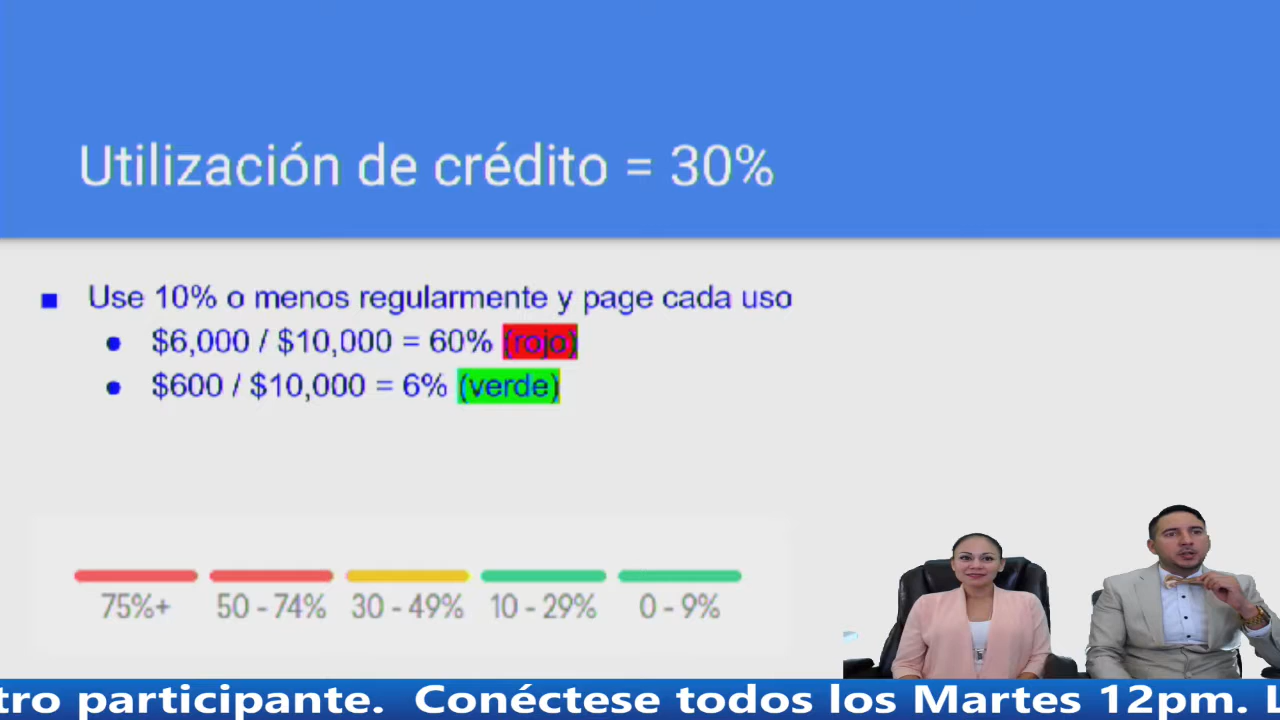 Utilización de crédito = 30%
Use 10% o menos regularmente y page cada uso
$6,000 / $10,000 = 60% (rojo)
$600 / $10,000 = 6% (verde)
75%+ 50 - 74% 30 - 49% 10 - 29% 0 - 9%
tro participante. Conéctese todos los Martes 12pm. L